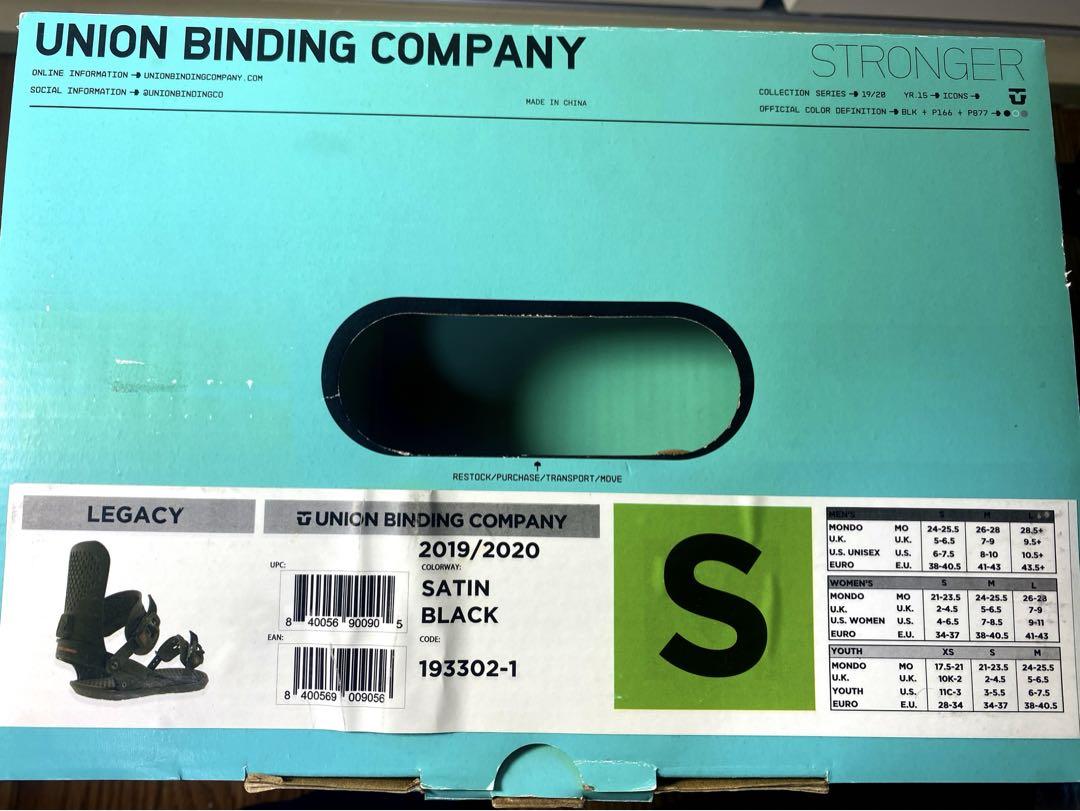 UNION BINDING COMPANY
STRONGER
ONLINE INFORMATION UNIONBINDINGCOMPANY.COM
SOCIAL INFORMATION @UNIONBINDINGCO
MADE IN CHINA
COLLECTION SERIES 19/20 YR.15 ICONS
OFFICIAL COLOR DEFINITION BLK + P166 + P877
RESTOCK/PURCHASE/TRANSPORT/MOVE
LEGACY
UNION BINDING COMPANY
2019/2020
COLORWAY:
SATIN
BLACK
CODE:
193302-1
UPC:
8 40056 90090 5
EAN:
8 400569 009056
S
MEN'S S M L
MONDO MO 24-25.5 26-28 28.5+
U.K. U.K. 5-6.5 7-9 9.5+
U.S. UNISEX U.S. 6-7.5 8-10 10.5+
EURO E.U. 38-40.5 41-43 43.5+
WOMEN'S S M L
MONDO MO 21-23.5 24-25.5 26-28
U.K. U.K. 2-4.5 5-6.5 7-9
U.S. WOMEN U.S. 4-6.5 7-8.5 9-11
EURO E.U. 34-37 38-40.5 41-43
YOUTH XS S M
MONDO MO 17.5-21 21-23.5 24-25.5
U.K. U.K. 10K-2 2-4.5 5-6.5
YOUTH U.S. 11C-3 3-5.5 6-7.5
EURO E.U. 28-34 34-37 38-40.5